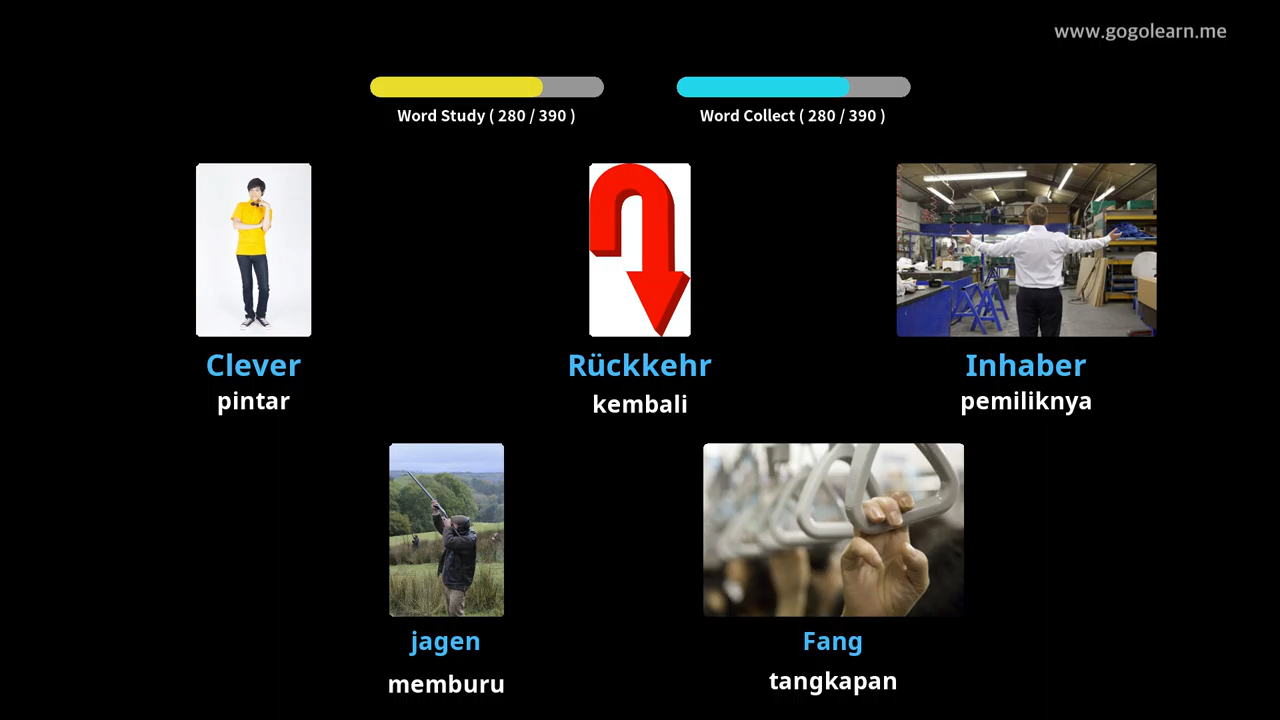 www.gogolearn.me
Word Study ( 280 / 390 )
Word Collect ( 280 / 390 )
Clever
pintar
Rückkehr
kembali
Inhaber
pemiliknya
jagen
memburu
Fang
tangkapan